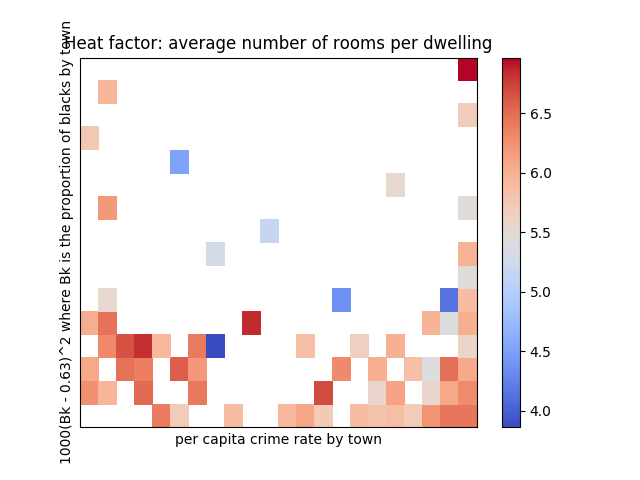 Heat factor: average number of rooms per dwelling
1000(Bk - 0.63)^2 where Bk is the proportion of blacks by town
6.5
6.0
5.5
5.0
4.5
4.0
per capita crime rate by town